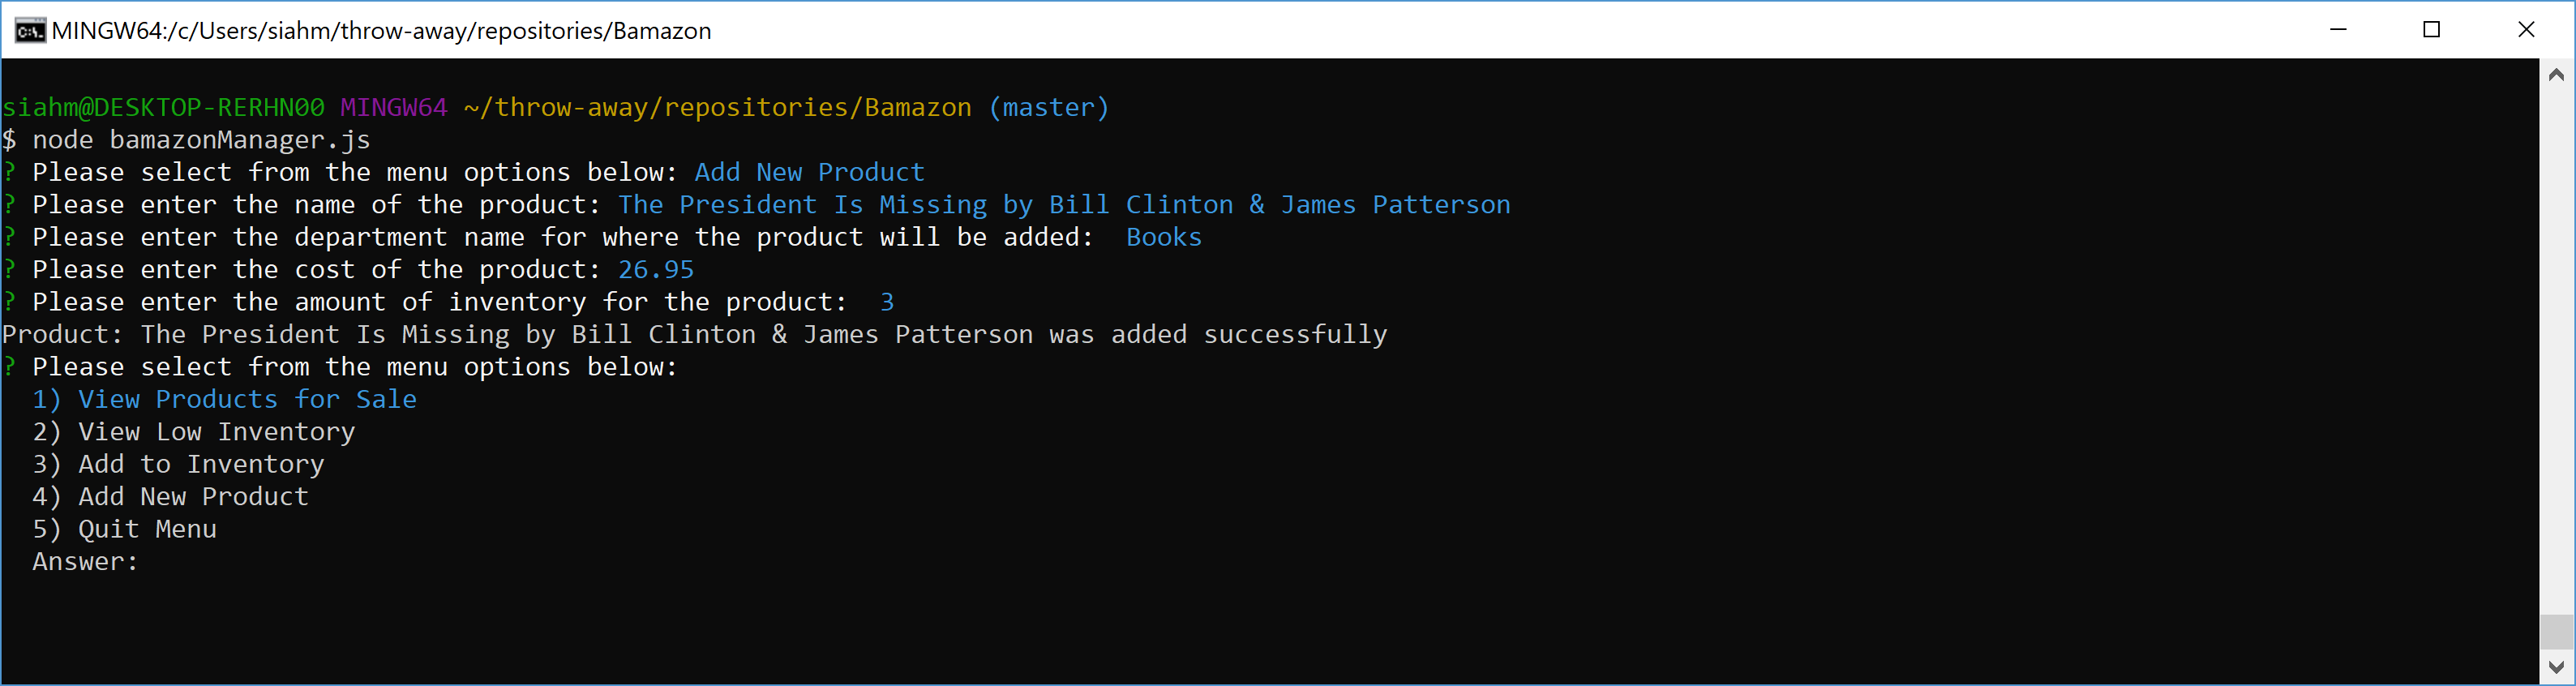 MINGW64:/c/Users/siahm/throw-away/repositories/Bamazon
siahm@DESKTOP-RERHN00 MINGW64 ~/throw-away/repositories/Bamazon (master)
$ node bamazonManager.js
? Please select from the menu options below: Add New Product
? Please enter the name of the product: The President Is Missing by Bill Clinton & James Patterson
? Please enter the department name for where the product will be added:  Books
? Please enter the cost of the product: 26.95
? Please enter the amount of inventory for the product:  3
Product: The President Is Missing by Bill Clinton & James Patterson was added successfully
? Please select from the menu options below:
  1) View Products for Sale
  2) View Low Inventory
  3) Add to Inventory
  4) Add New Product
  5) Quit Menu
  Answer: